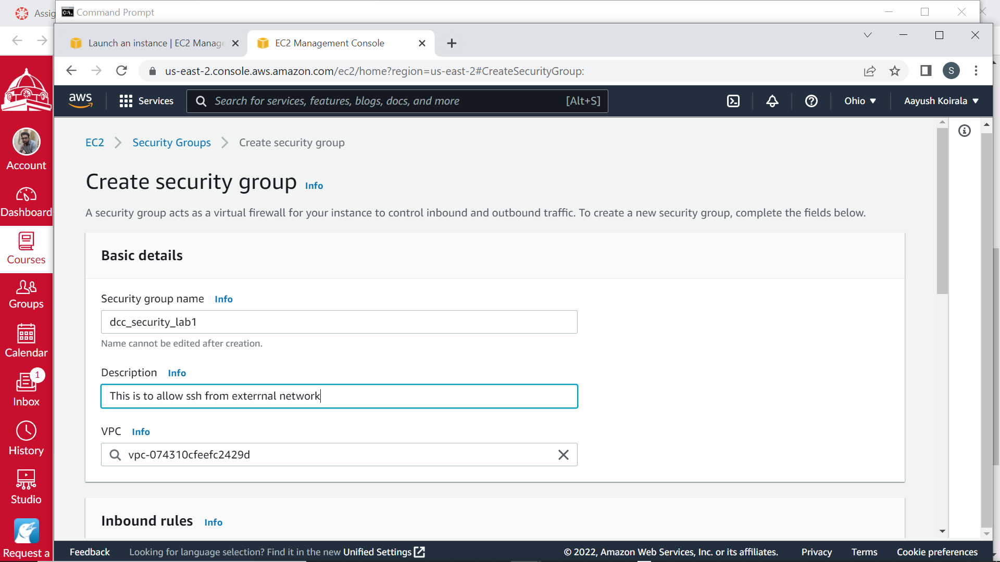 Assig
Command Prompt
Launch an instance | EC2 Manage
EC2 Management Console
us-east-2.console.aws.amazon.com/ec2/home?region=us-east-2#CreateSecurityGroup:
S
aws
Services
Search for services, features, blogs, docs, and more
[Alt+S]
Ohio
Aayush Koirala
Account
Dashboard
Courses
Groups
Calendar
1
Inbox
History
Studio
Request a
EC2
Security Groups
Create security group
Create security group Info
A security group acts as a virtual firewall for your instance to control inbound and outbound traffic. To create a new security group, complete the fields below.
Basic details
Security group name Info
dcc_security_lab1
Name cannot be edited after creation.
Description Info
This is to allow ssh from exterrnal network
VPC Info
vpc-074310cfeefc2429d
Inbound rules Info
Feedback
Looking for language selection? Find it in the new Unified Settings
© 2022, Amazon Web Services, Inc. or its affiliates.
Privacy
Terms
Cookie preferences